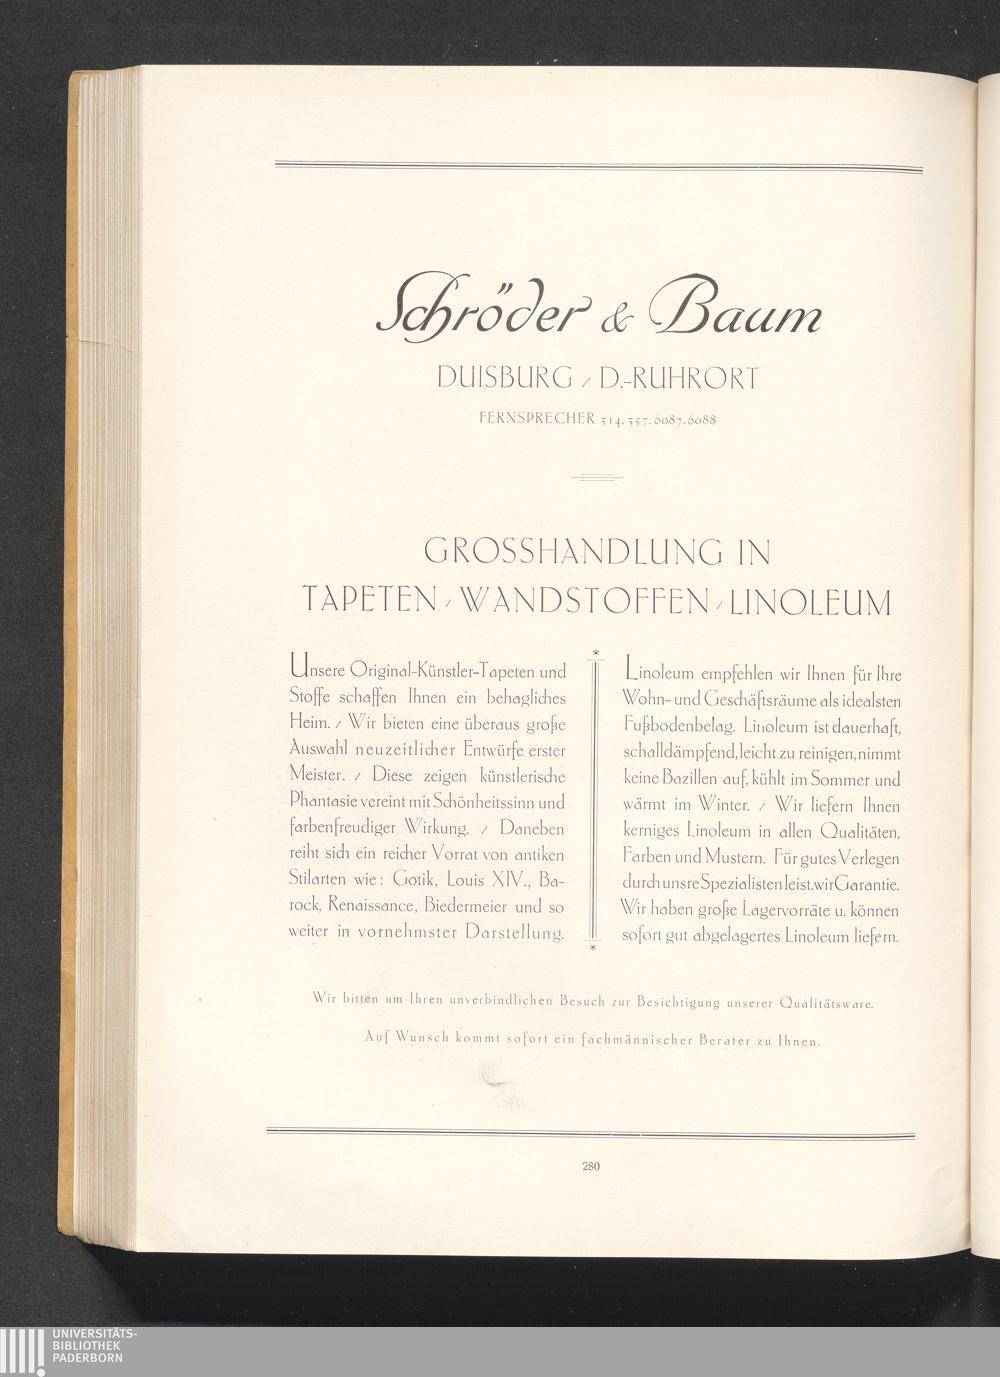 Schröder & Baum
DUISBURG / D.-RUHRORT
FERNSPRECHER 314, 357, 6087, 6088
GROSSHANDLUNG IN
TAPETEN / WANDSTOFFEN / LINOLEUM
Unsere Original-Künstler-Tapeten und
Stoffe schaffen Ihnen ein behagliches
Heim. / Wir bieten eine überaus große
Auswahl neuzeitlicher Entwürfe erster
Meister. / Diese zeigen künstlerische
Phantasie vereint mit Schönheitssinn und
farbenfreudiger Wirkung. / Daneben
reiht sich ein reicher Vorrat von antiken
Stilarten wie: Gotik, Louis XIV., Ba-
rock, Renaissance, Biedermeier und so
weiter in vornehmster Darstellung.
*
*
Linoleum empfehlen wir Ihnen für Ihre
Wohn- und Geschäftsräume als idealsten
Fußbodenbelag. Linoleum ist dauerhaft,
schalldämpfend, leicht zu reinigen, nimmt
keine Bazillen auf, kühlt im Sommer und
wärmt im Winter. / Wir liefern Ihnen
kerniges Linoleum in allen Qualitäten,
Farben und Mustern. Für gutes Verlegen
durch unsre Spezialisten leist. wir Garantie.
Wir haben große Lagervorräte u. können
sofort gut abgelagertes Linoleum liefern.
Wir bitten um Ihren unverbindlichen Besuch zur Besichtigung unserer Qualitätsware.
Auf Wunsch kommt sofort ein fachmännischer Berater zu Ihnen.
280
UNIVERSITÄTS-
BIBLIOTHEK
PADERBORN